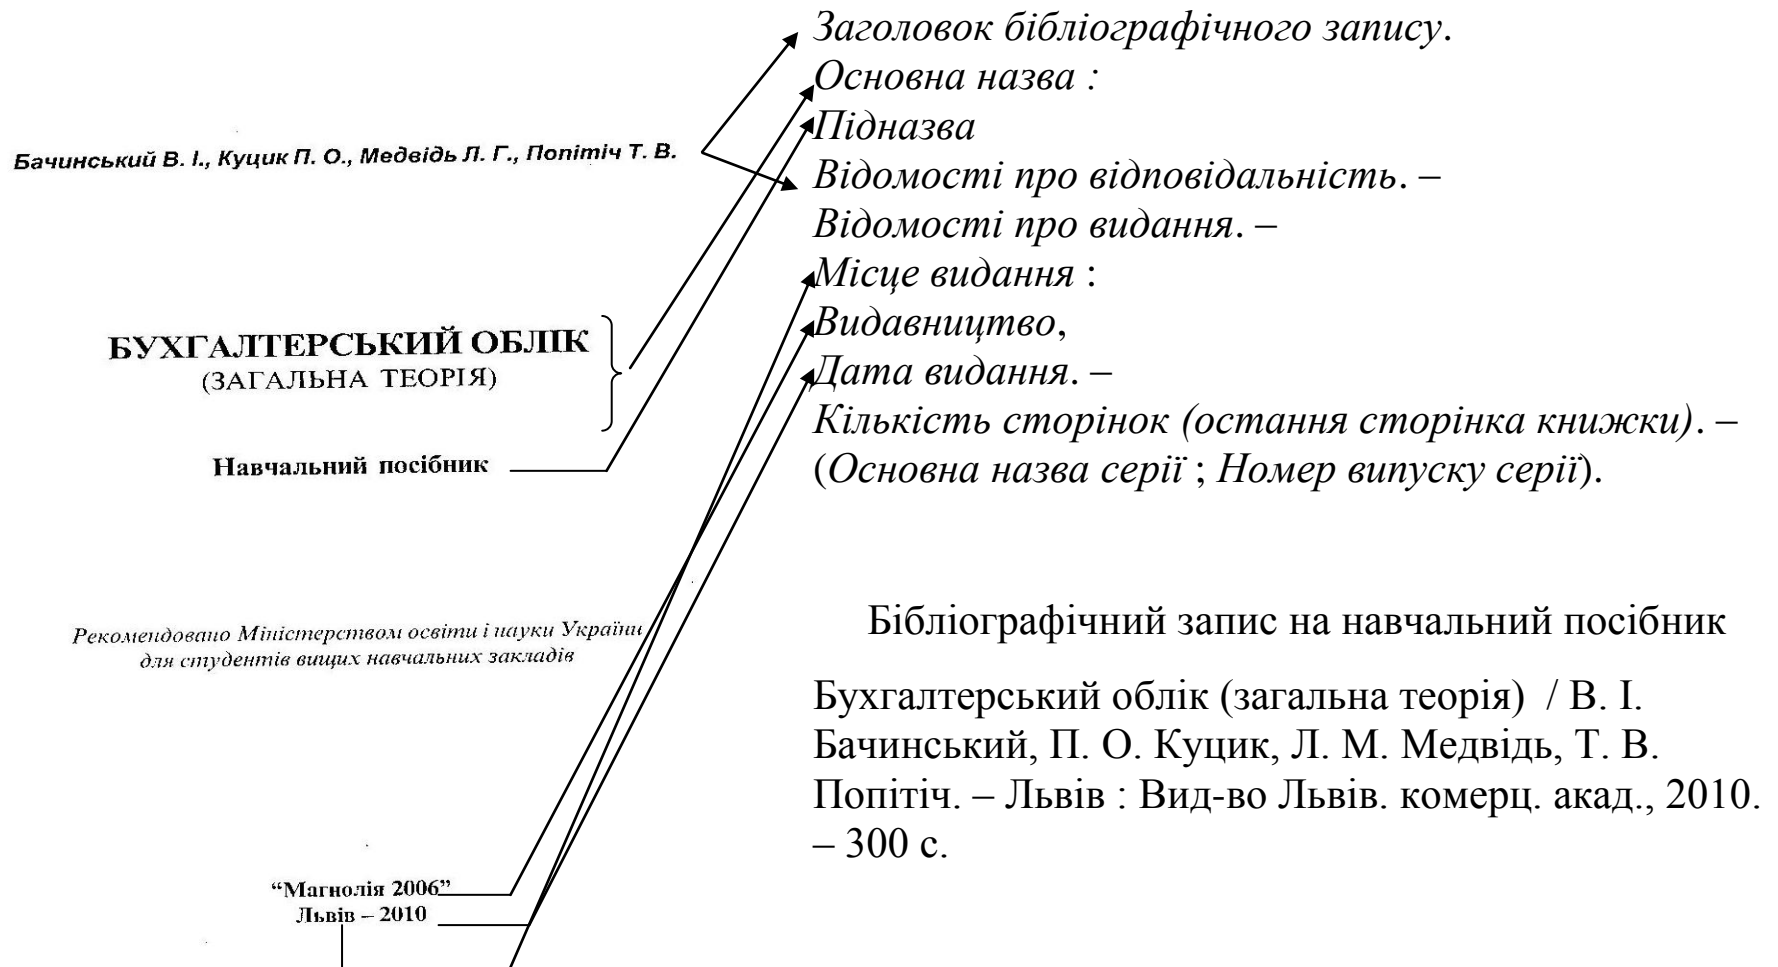 Заголовок бібліографічного запису.
Основна назва :
Підназва
Відомості про відповідальність. –
Відомості про видання. –
Місце видання :
Видавництво,
Дата видання. –
Кількість сторінок (остання сторінка книжки). –
(Основна назва серії ; Номер випуску серії).
Бачинський В. І., Куцик П. О., Медвідь Л. Г., Попітіч Т. В.
БУХГАЛТЕРСЬКИЙ ОБЛІК
(ЗАГАЛЬНА ТЕОРІЯ)
Навчальний посібник
Рекомендовано Міністерством освіти і науки України
для студентів вищих навчальних закладів
“Магнолія 2006”
Львів – 2010
Бібліографічний запис на навчальний посібник
Бухгалтерський облік (загальна теорія) / В. І.
Бачинський, П. О. Куцик, Л. М. Медвідь, Т. В.
Попітіч. – Львів : Вид-во Львів. комерц. акад., 2010.
– 300 с.